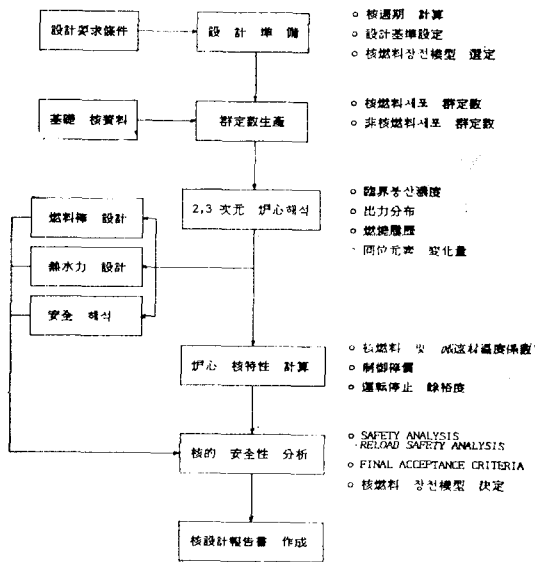 設計要求條件
設 計 準 備
o 核週期 計算
o 設計基準設定
o 核燃料장전模型 選定
基礎 核資料
群定數生產
o 核燃料세포 群定數
o 非核燃料세포 群定數
2,3 次元 炉心해석
o 臨界붕산濃度
o 出力分布
o 燃燒履歷
同位元素 変化量
燃料棒 設計
熱水力 設計
安全 해석
炉心 核特性 計算
o 核燃料 및 減速材温度係數
o 制御棒價
o 運転停止 餘裕度
核的 安全性 分析
o SAFETY ANALYSIS
RELOAD SAFETY ANALYSIS
o FINAL ACCEPTANCE CRITERIA
o 核燃料 장전模型 決定
核設計報告書 作成